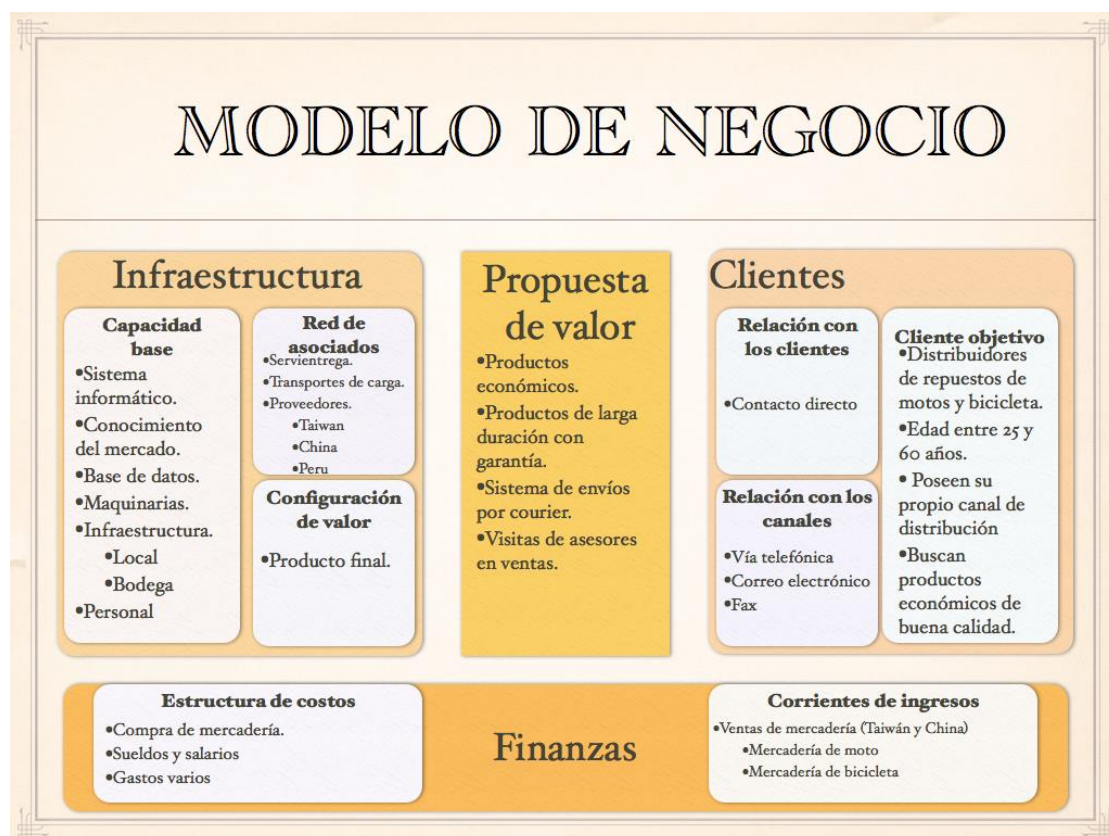 MODELO DE NEGOCIO
Infraestructura
Capacidad
base
•Sistema
informático.
•Conocimiento
del mercado.
•Base de datos.
•Maquinarias.
•Infraestructura.
•Local
•Bodega
•Personal
Red de
asociados
•Servientrega.
•Transportes de carga.
•Proveedores.
•Taiwan
•China
•Peru
Configuración
de valor
•Producto final.
Propuesta
de valor
•Productos
económicos.
•Productos de larga
duración con
garantía.
•Sistema de envíos
por courier.
•Visitas de asesores
en ventas.
Clientes
Relación con
los clientes
•Contacto directo
Relación con los
canales
•Vía telefónica
•Correo electrónico
•Fax
Cliente objetivo
•Distribuidores
de repuestos de
motos y bicicleta.
•Edad entre 25 y
60 años.
• Poseen su
propio canal de
distribución
•Buscan
productos
económicos de
buena calidad.
Estructura de costos
•Compra de mercadería.
•Sueldos y salarios
•Gastos varios
Finanzas
Corrientes de ingresos
•Ventas de mercadería (Taiwán y China)
•Mercadería de moto
•Mercadería de bicicleta